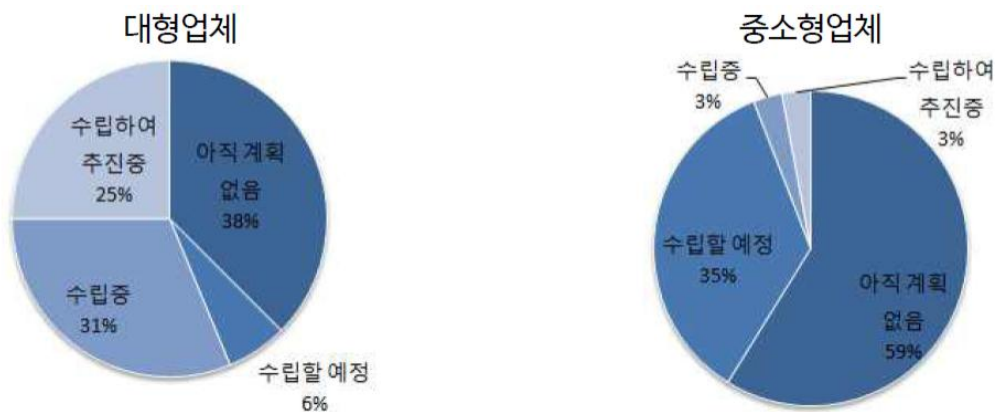 대형업체
수립하여
추진중
25%
아직 계획
없음
38%
수립중
31%
수립할 예정
6%
중소형업체
수립중
3%
수립하여
추진중
3%
수립할 예정
35%
아직 계획
없음
59%